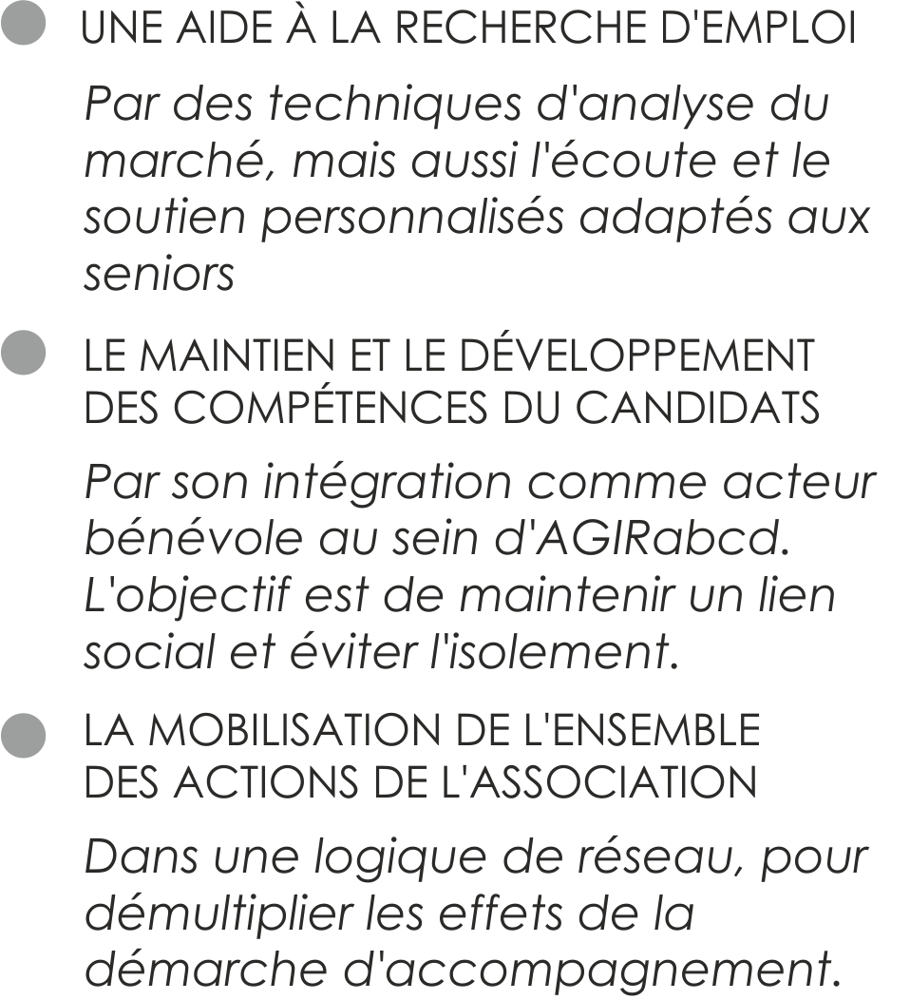 UNE AIDE À LA RECHERCHE D'EMPLOI
Par des techniques d'analyse du
marché, mais aussi l'écoute et le
soutien personnalisés adaptés aux
seniors
LE MAINTIEN ET LE DÉVELOPPEMENT
DES COMPÉTENCES DU CANDIDATS
Par son intégration comme acteur
bénévole au sein d'AGIRabcd.
L'objectif est de maintenir un lien
social et éviter l'isolement.
LA MOBILISATION DE L'ENSEMBLE
DES ACTIONS DE L'ASSOCIATION
Dans une logique de réseau, pour
démultiplier les effets de la
démarche d'accompagnement.